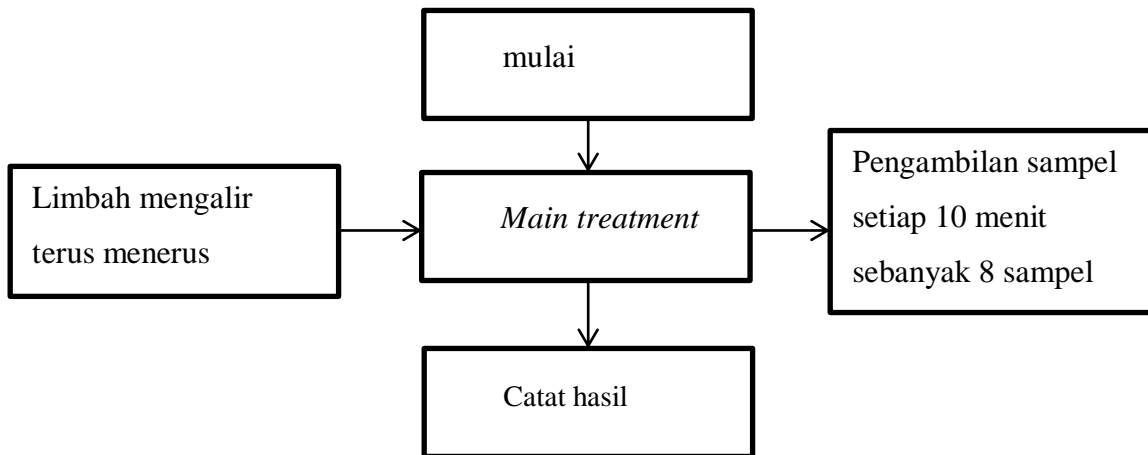 mulai
Limbah mengalir
terus menerus
Main treatment
Pengambilan sampel
setiap 10 menit
sebanyak 8 sampel
Catat hasil